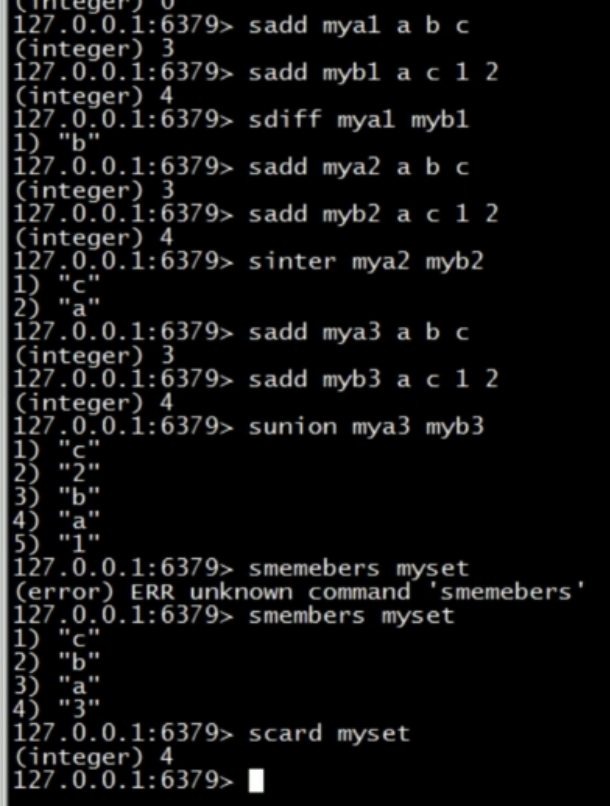 (integer) 0
127.0.0.1:6379> sadd mya1 a b c
(integer) 3
127.0.0.1:6379> sadd myb1 a c 1 2
(integer) 4
127.0.0.1:6379> sdiff mya1 myb1
1) "b"
127.0.0.1:6379> sadd mya2 a b c
(integer) 3
127.0.0.1:6379> sadd myb2 a c 1 2
(integer) 4
127.0.0.1:6379> sinter mya2 myb2
1) "c"
2) "a"
127.0.0.1:6379> sadd mya3 a b c
(integer) 3
127.0.0.1:6379> sadd myb3 a c 1 2
(integer) 4
127.0.0.1:6379> sunion mya3 myb3
1) "c"
2) "2"
3) "b"
4) "a"
5) "1"
127.0.0.1:6379> smemebers myset
(error) ERR unknown command 'smemebers'
127.0.0.1:6379> smembers myset
1) "c"
2) "b"
3) "a"
4) "3"
127.0.0.1:6379> scard myset
(integer) 4
127.0.0.1:6379>